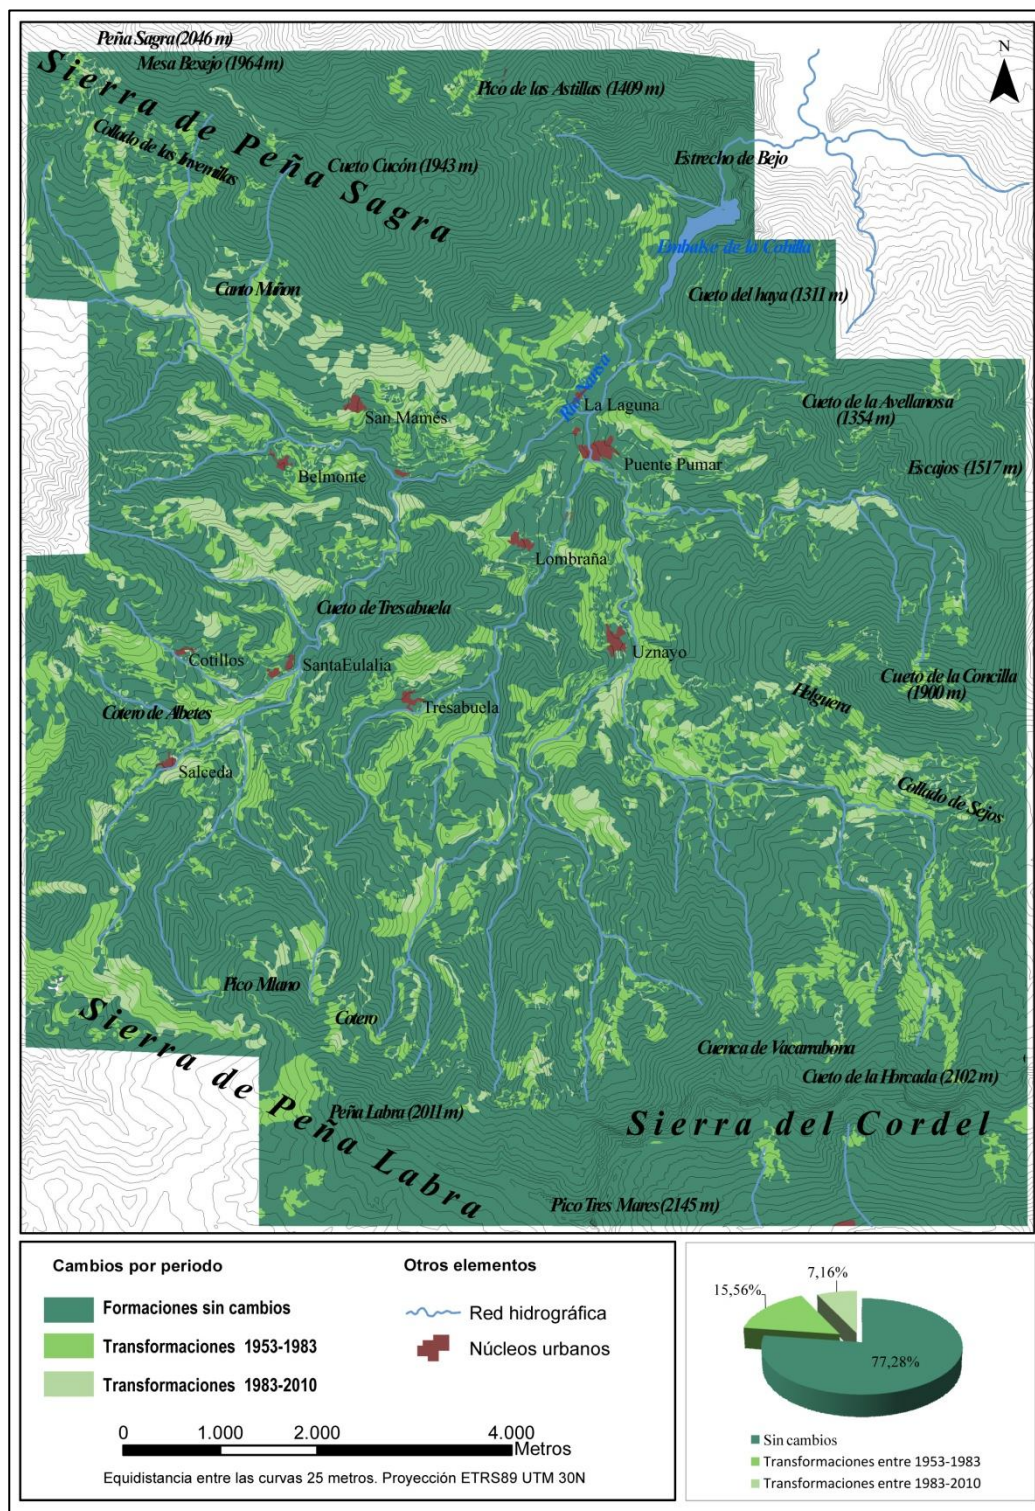 Peña Sagra (2046 m)
Mesa Bexejo (1964 m)
Sierra de Peña Sagra
Pico de las Astillas (1409 m)
N
Collado de las Invernillas
Cueto Cucón (1943 m)
Estrecho de Bejo
Embalse de la Cohilla
Canto Miñon
Cueto del haya (1311 m)
Río Nansa
San Mamés
La Laguna
Cueto de la Avellanosa
(1354 m)
Puente Pumar
Escajos (1517 m)
Belmonte
Lombraña
Cueto de Tresabuela
Cotillos
SantaEulalia
Uznayo
Cueto de la Concilla
(1900 m)
Helguera
Cotero de Albetes
Tresabuela
Salceda
Collado de Sejos
Pico Mlano
Cotero
Cuenca de Vacarrabona
Cueto de la Horcada (2102 m)
Sierra de Peña Labra
Peña Labra (2011 m)
Sierra del Cordel
Pico Tres Mares (2145 m)
Cambios por periodo
Formaciones sin cambios
Transformaciones 1953-1983
Transformaciones 1983-2010
Otros elementos
Red hidrográfica
Núcleos urbanos
0 1.000 2.000 4.000
Metros
Equidistancia entre las curvas 25 metros. Proyección ETRS89 UTM 30N
7,16%
15,56%
77,28%
Sin cambios
Transformaciones entre 1953-1983
Transformaciones entre 1983-2010